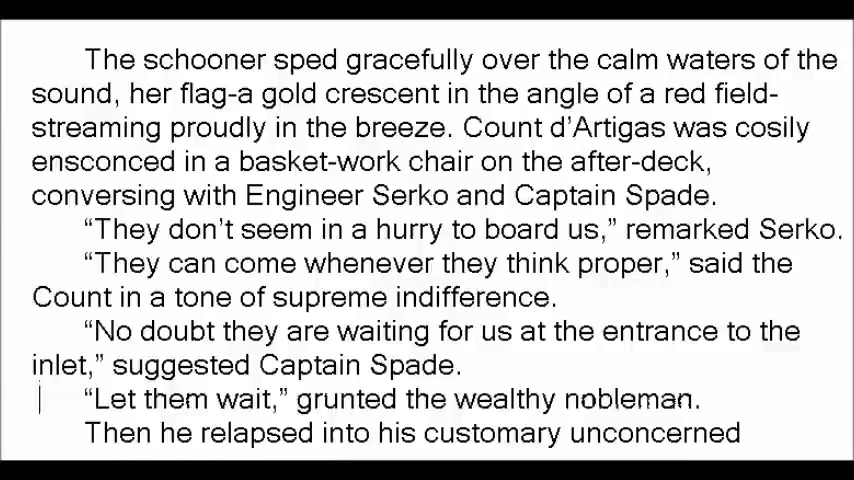 The schooner sped gracefully over the calm waters of the
sound, her flag-a gold crescent in the angle of a red field-
streaming proudly in the breeze. Count d’Artigas was cosily
ensconced in a basket-work chair on the after-deck,
conversing with Engineer Serko and Captain Spade.
“They don’t seem in a hurry to board us,” remarked Serko.
“They can come whenever they think proper,” said the
Count in a tone of supreme indifference.
“No doubt they are waiting for us at the entrance to the
inlet,” suggested Captain Spade.
“Let them wait,” grunted the wealthy nobleman.
Then he relapsed into his customary unconcerned